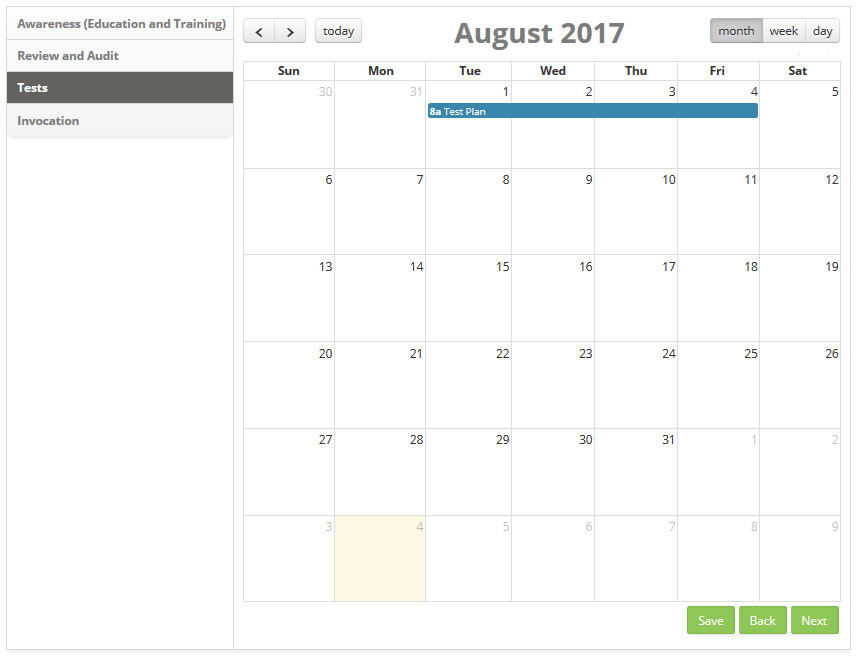 Awareness (Education and Training)
Review and Audit
Tests
Invocation
< > today August 2017 month week day
Sun Mon Tue Wed Thu Fri Sat
30 31 1 2 3 4 5
8a Test Plan
6 7 8 9 10 11 12
13 14 15 16 17 18 19
20 21 22 23 24 25 26
27 28 29 30 31 1 2
3 4 5 6 7 8 9
Save Back Next